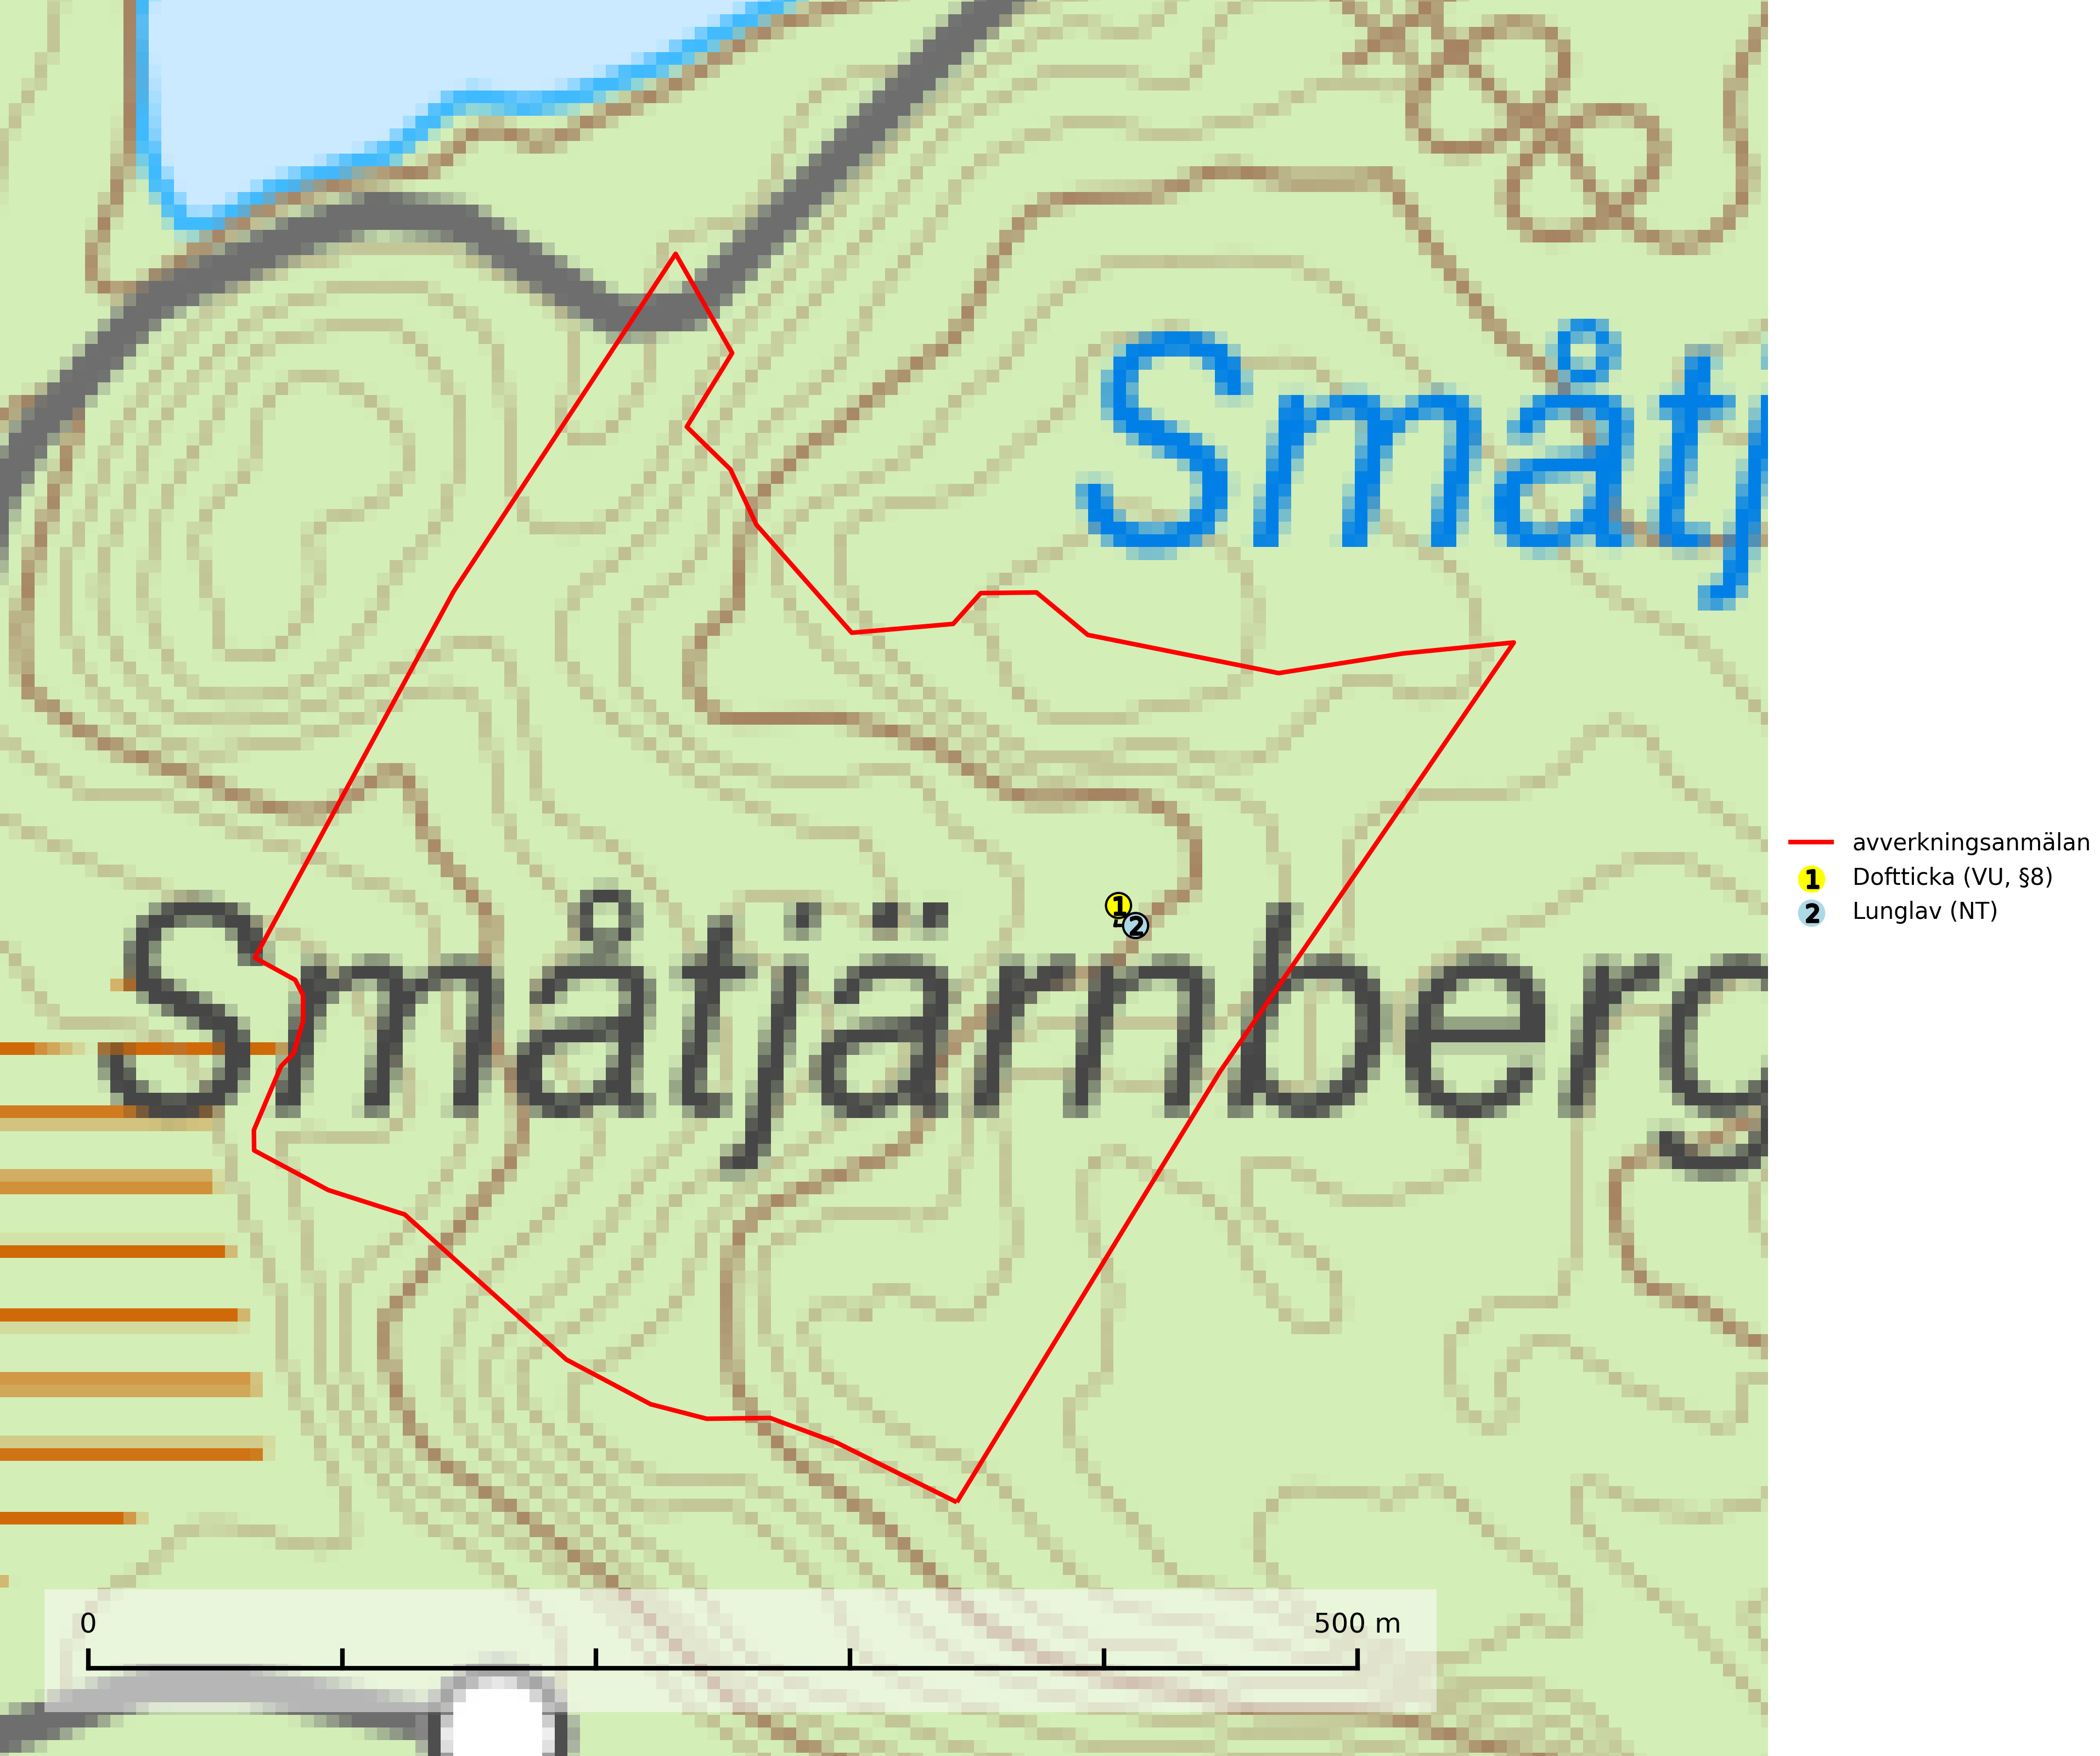 Småtj
Småtjärnberg
avverkningsanmälan
1 Doftticka (VU, §8)
2 Lunglav (NT)
1
2
0 500 m